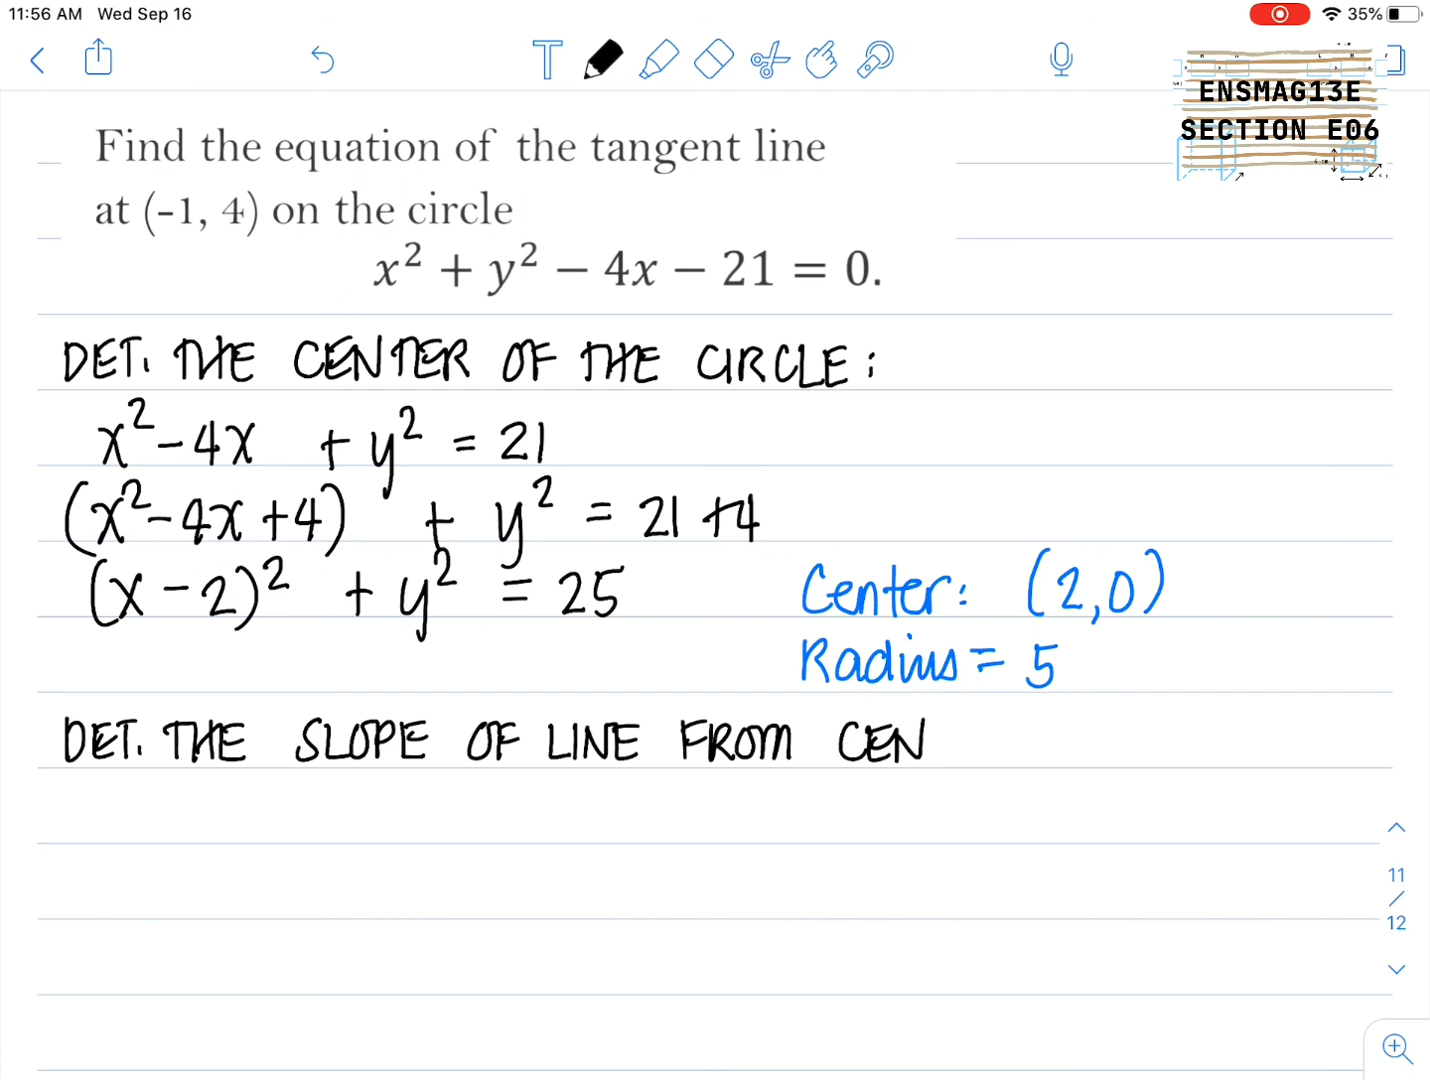 11:56 AM Wed Sep 16
35%
ENSMAG13E
SECTION E06
Find the equation of the tangent line
at (-1, 4) on the circle
x² + y² − 4x − 21 = 0.
DET. THE CENTER OF THE CIRCLE:
x² − 4x + y² = 21
(x² − 4x + 4) + y² = 21 + 4
(x − 2)² + y² = 25
Center: (2,0)
Radius = 5
DET. THE SLOPE OF LINE FROM CEN
11
/
12